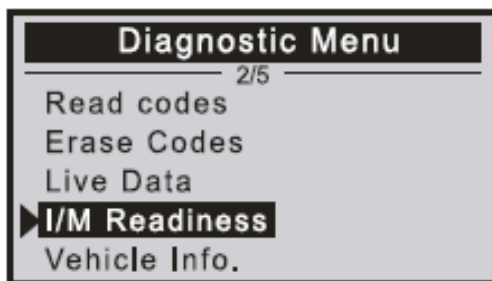 Diagnostic Menu
2/5
Read codes
Erase Codes
Live Data
I/M Readiness
Vehicle Info.